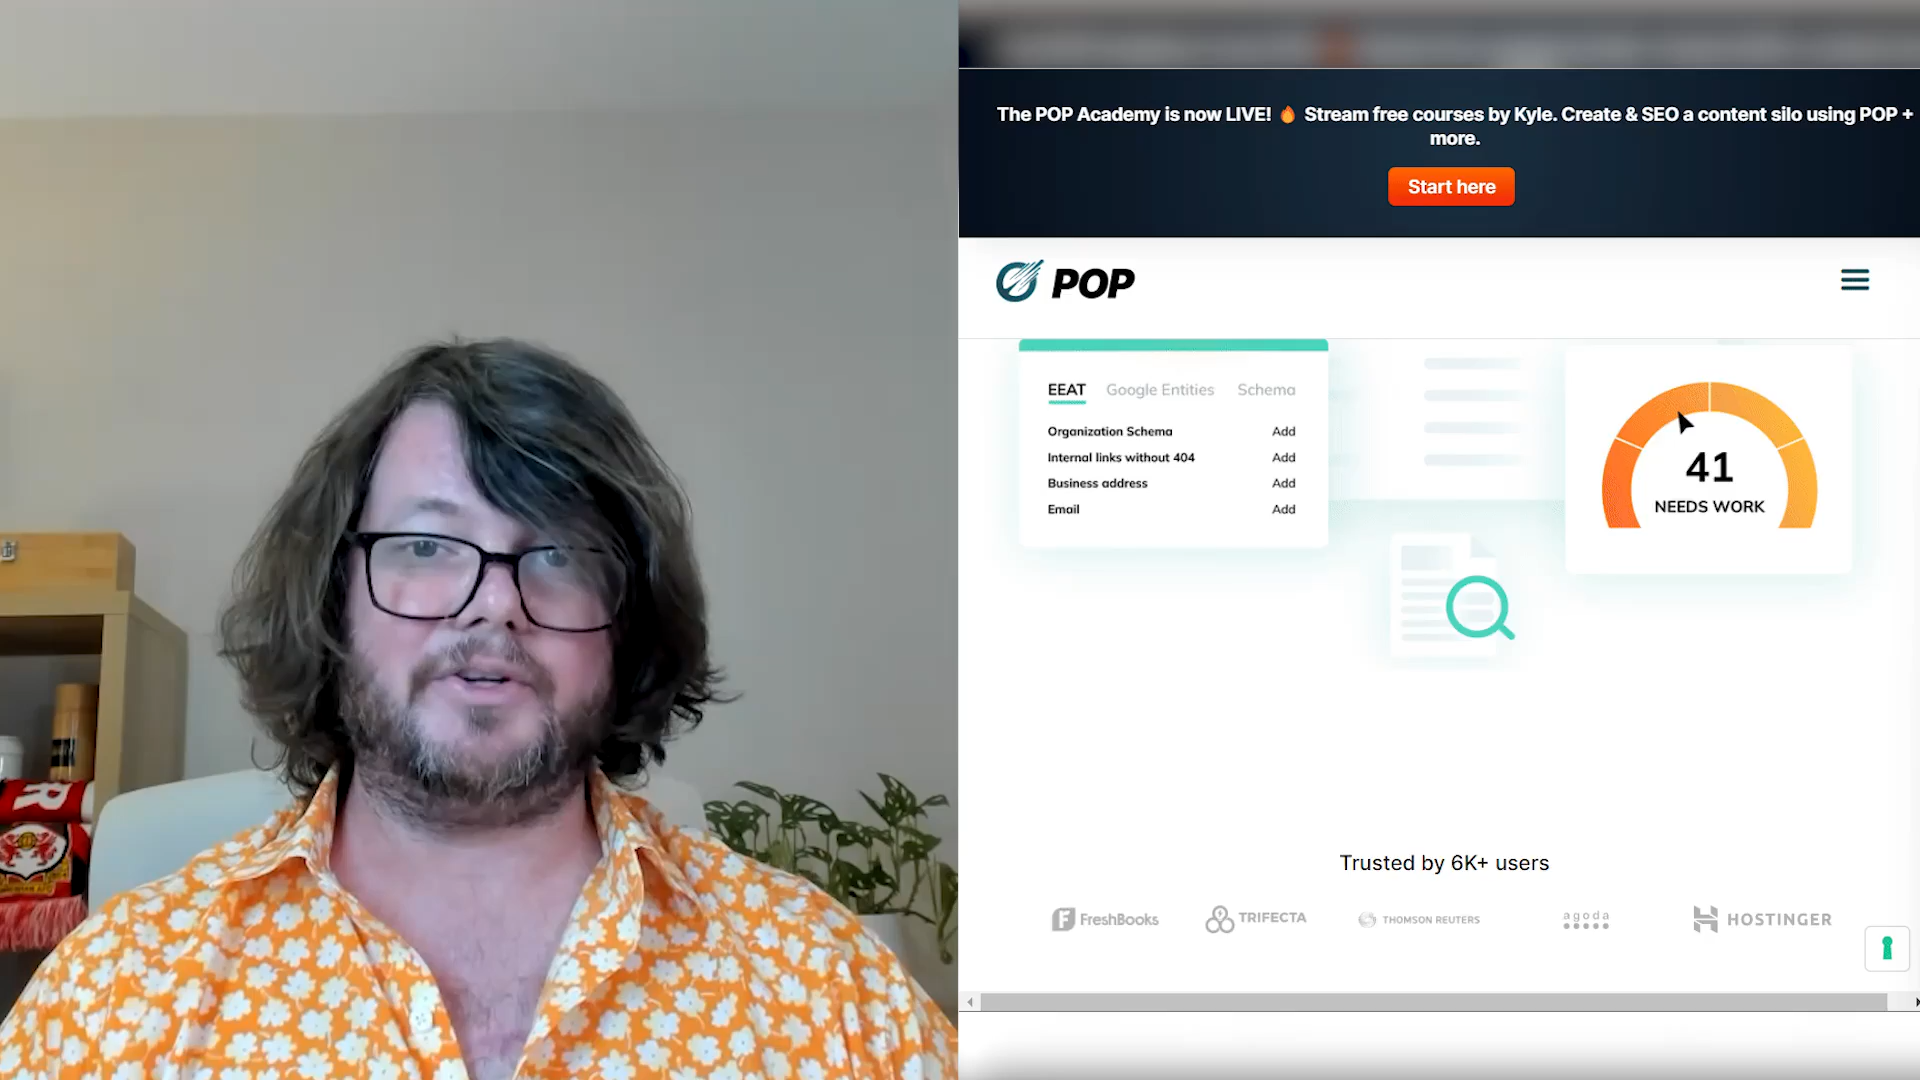 The POP Academy is now LIVE! 🔥 Stream free courses by Kyle. Create & SEO a content silo using POP +
more.
Start here
POP
EEAT Google Entities Schema
Organization Schema Add
Internal links without 404 Add
Business address Add
Email Add
41
NEEDS WORK
Trusted by 6K+ users
FreshBooks TRIFECTA THOMSON REUTERS agoda HOSTINGER
R